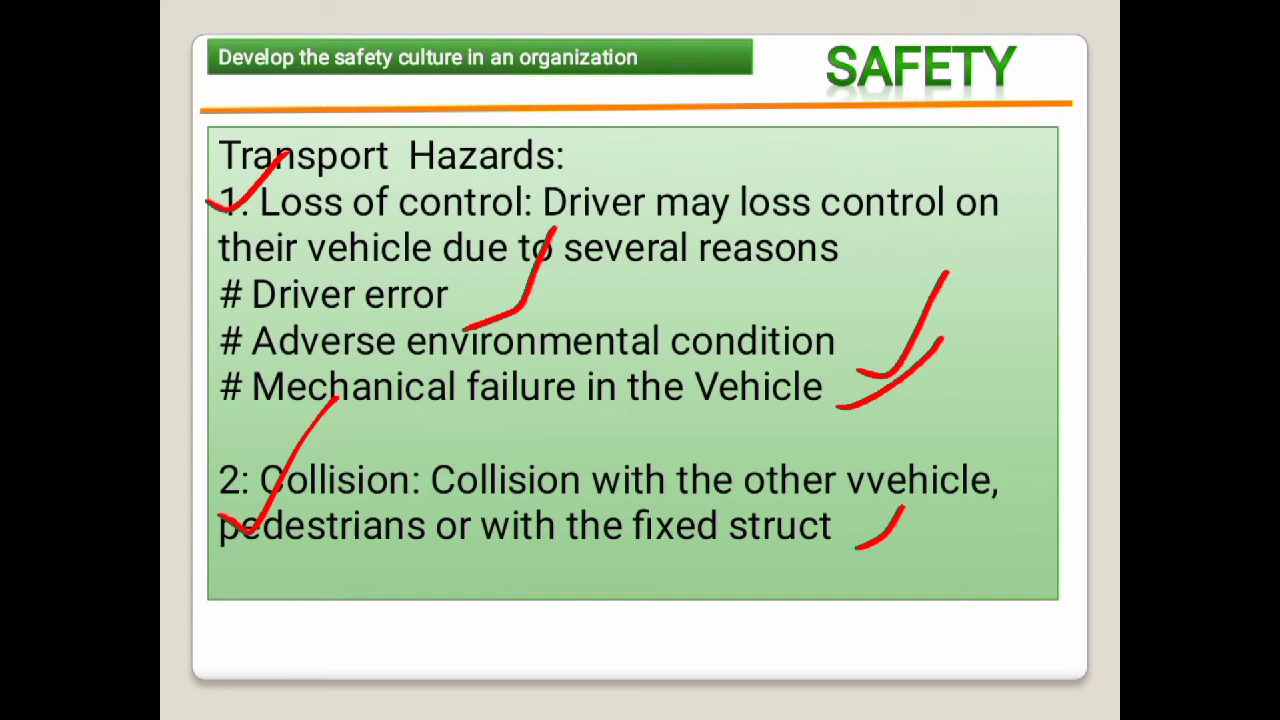 Develop the safety culture in an organization
SAFETY
Transport Hazards:
1: Loss of control: Driver may loss control on
their vehicle due to several reasons
# Driver error
# Adverse environmental condition
# Mechanical failure in the Vehicle
2: Collision: Collision with the other vvehicle,
pedestrians or with the fixed struct